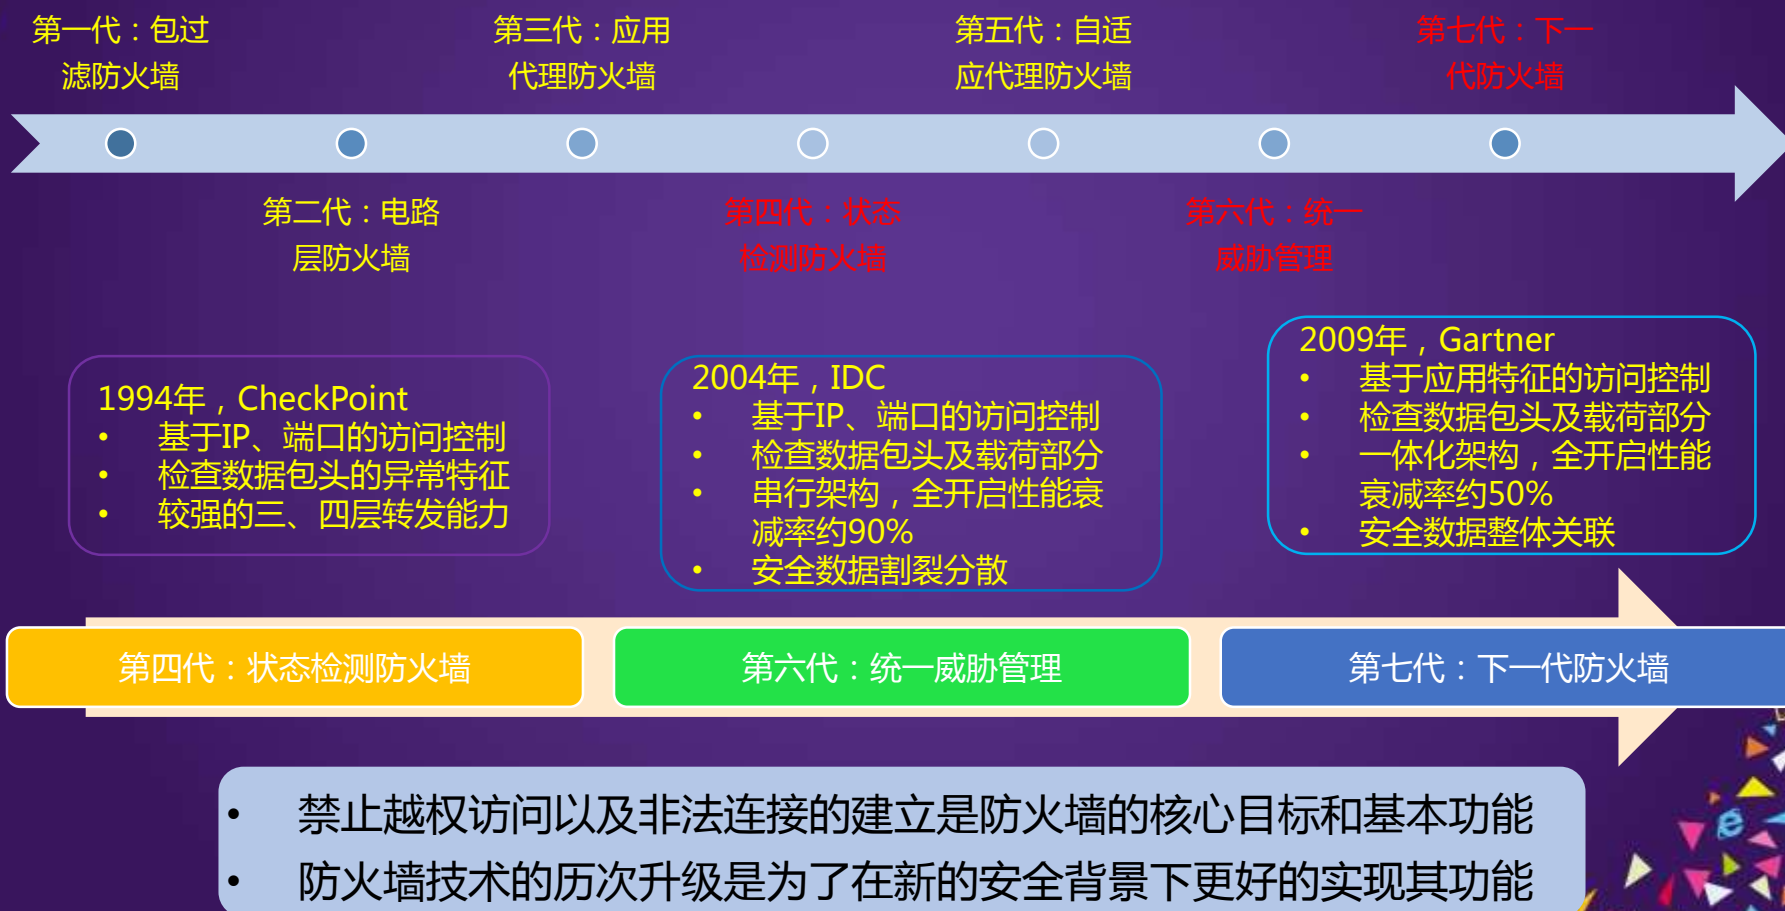 第一代：包过
滤防火墙
第三代：应用
代理防火墙
第五代：自适
应代理防火墙
第七代：下一
代防火墙
第二代：电路
层防火墙
第四代：状态
检测防火墙
第六代：统一
威胁管理
1994年，CheckPoint
• 基于IP、端口的访问控制
• 检查数据包头的异常特征
• 较强的三、四层转发能力
2004年，IDC
• 基于IP、端口的访问控制
• 检查数据包头及载荷部分
• 串行架构，全开启性能衰
减率约90%
• 安全数据割裂分散
2009年，Gartner
• 基于应用特征的访问控制
• 检查数据包头及载荷部分
• 一体化架构，全开启性能
衰减率约50%
• 安全数据整体关联
第四代：状态检测防火墙
第六代：统一威胁管理
第七代：下一代防火墙
• 禁止越权访问以及非法连接的建立是防火墙的核心目标和基本功能
• 防火墙技术的历次升级是为了在新的安全背景下更好的实现其功能